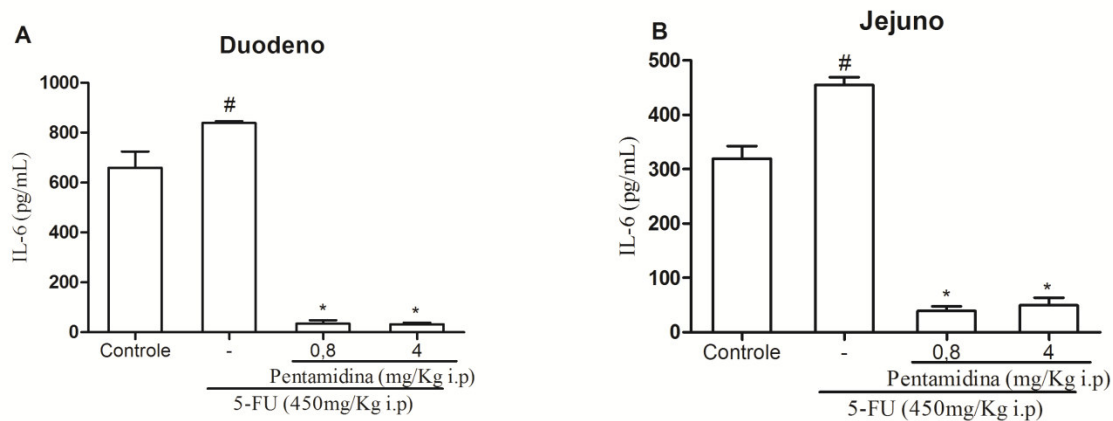 A
Duodeno
IL-6 (pg/mL)
1000
800
600
400
200
0
#
*
*
Controle
-
0,8
4
Pentamidina (mg/Kg i.p)
5-FU (450mg/Kg i.p)
B
Jejuno
IL-6 (pg/mL)
500
400
300
200
100
0
#
*
*
Controle
-
0,8
4
Pentamidina (mg/Kg i.p)
5-FU (450mg/Kg i.p)